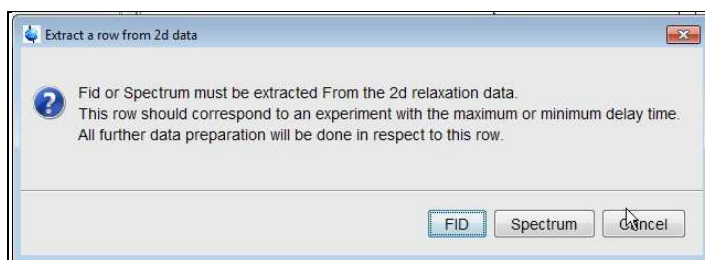 Extract a row from 2d data
Fid or Spectrum must be extracted From the 2d relaxation data.
This row should correspond to an experiment with the maximum or minimum delay time.
All further data preparation will be done in respect to this row.
FID Spectrum Cancel